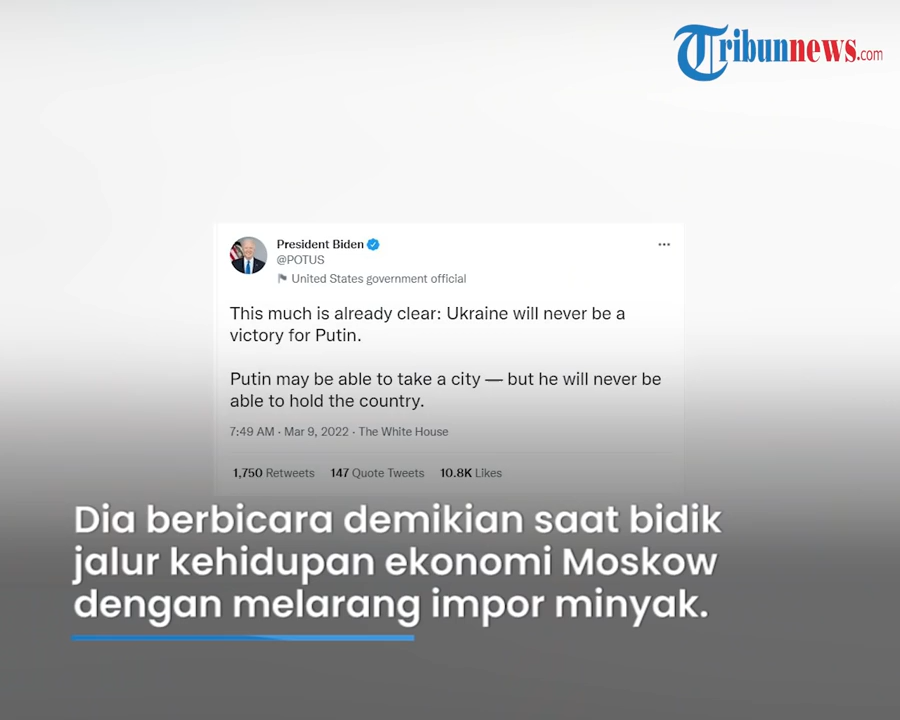 Tribunnews.com
President Biden
@POTUS
United States government official
This much is already clear: Ukraine will never be a
victory for Putin.
Putin may be able to take a city — but he will never be
able to hold the country.
7:49 AM · Mar 9, 2022 · The White House
1,750 Retweets 147 Quote Tweets 10.8K Likes
Dia berbicara demikian saat bidik
jalur kehidupan ekonomi Moskow
dengan melarang impor minyak.